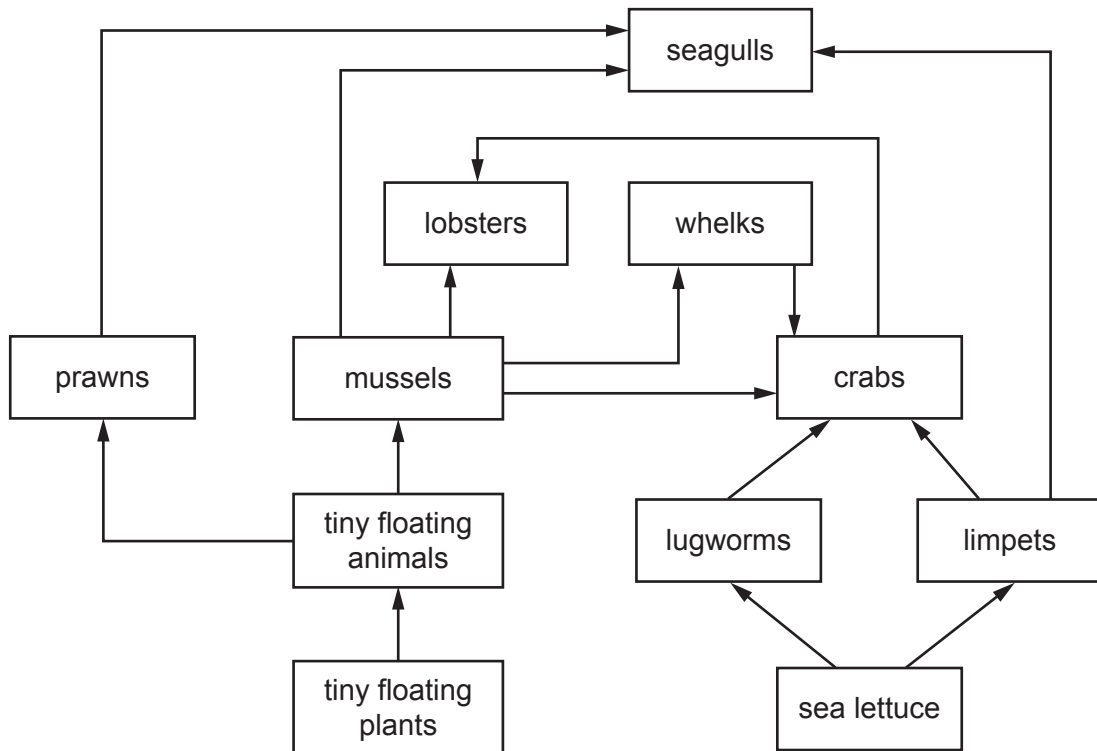 seagulls
lobsters
whelks
prawns
mussels
crabs
tiny floating
animals
lugworms
limpets
tiny floating
plants
sea lettuce